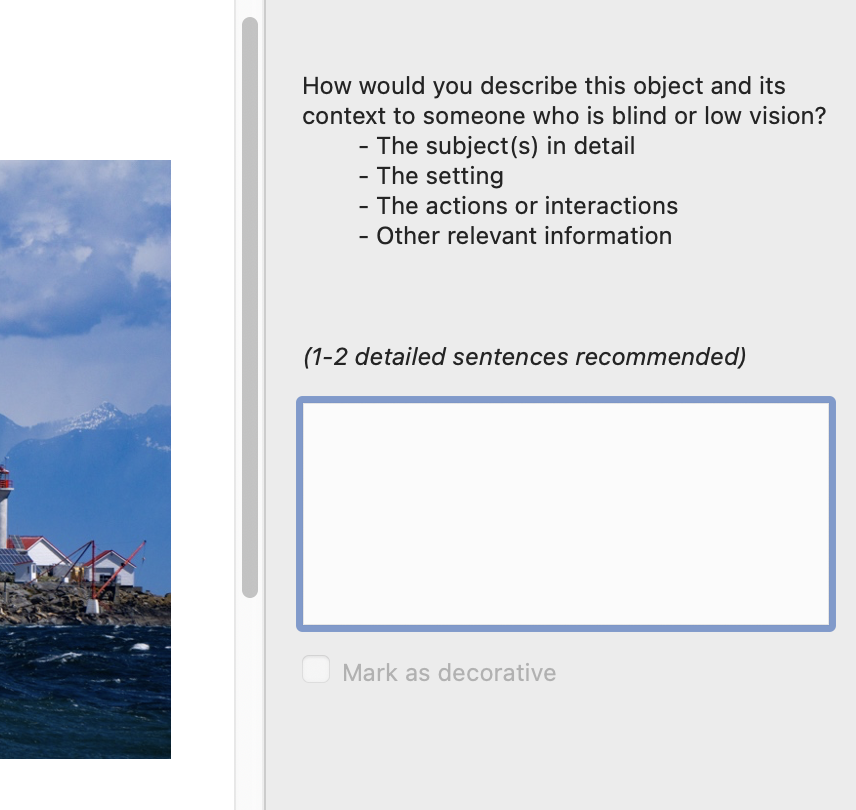 How would you describe this object and its
context to someone who is blind or low vision?
- The subject(s) in detail
- The setting
- The actions or interactions
- Other relevant information
(1-2 detailed sentences recommended)
Mark as decorative